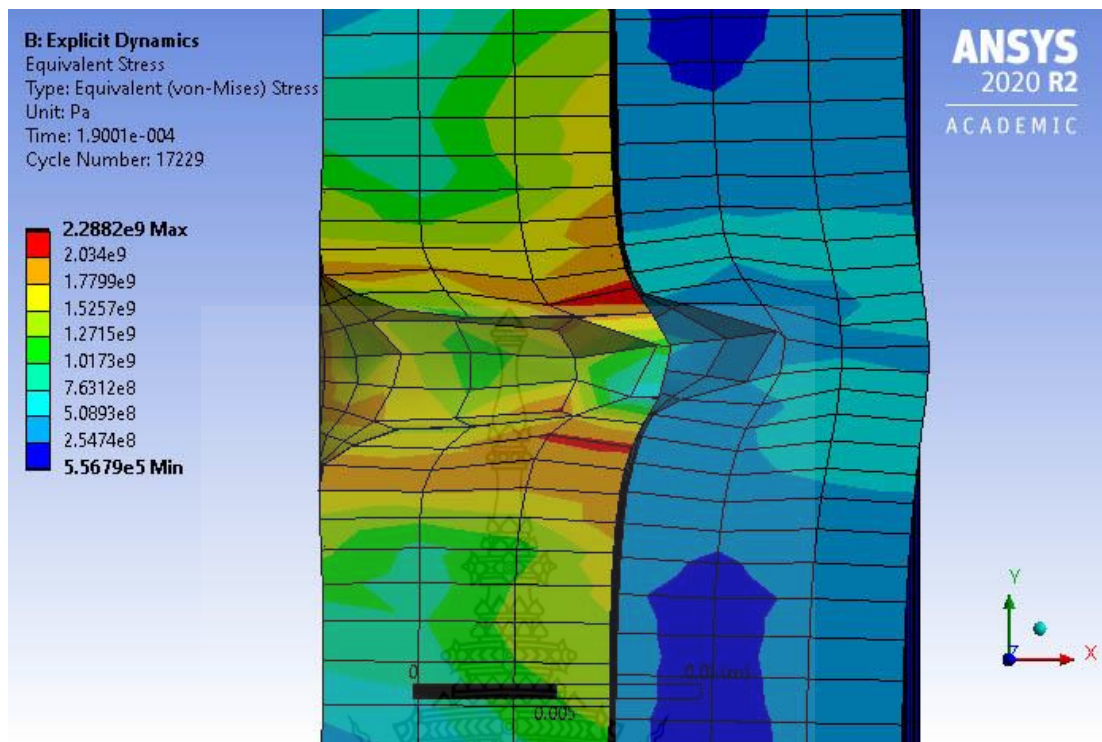 B: Explicit Dynamics
Equivalent Stress
Type: Equivalent (von-Mises) Stress
Unit: Pa
Time: 1.9001e-004
Cycle Number: 17229
2.2882e9 Max
2.034e9
1.7799e9
1.5257e9
1.2715e9
1.0173e9
7.6312e8
5.0893e8
2.5474e8
5.5679e5 Min
ANSYS
2020 R2
ACADEMIC
0
0.005
Y
Z
X